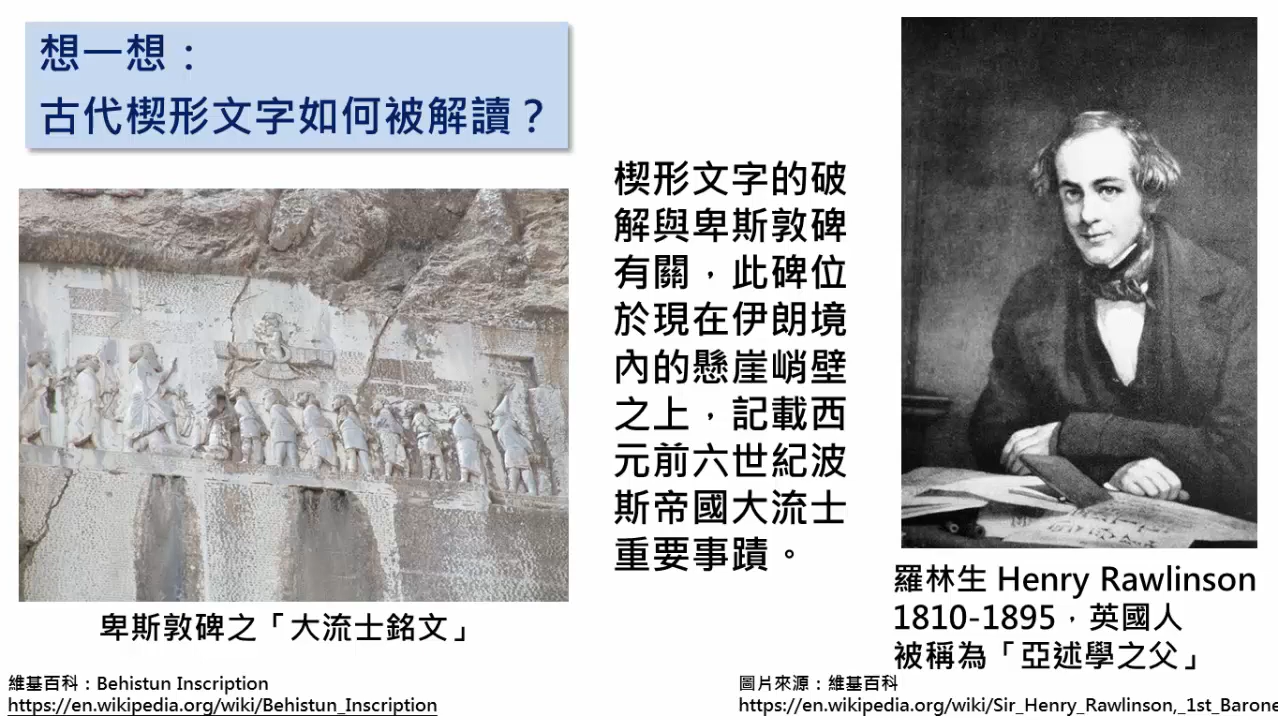 想一想：
古代楔形文字如何被解讀？
楔形文字的破
解與卑斯敦碑
有關，此碑位
於現在伊朗境
內的懸崖峭壁
之上，記載西
元前六世紀波
斯帝國大流士
重要事蹟。
卑斯敦碑之「大流士銘文」
維基百科：Behistun Inscription
https://en.wikipedia.org/wiki/Behistun_Inscription
羅林生 Henry Rawlinson
1810-1895，英國人
被稱為「亞述學之父」
圖片來源：維基百科
https://en.wikipedia.org/wiki/Sir_Henry_Rawlinson,_1st_Barone